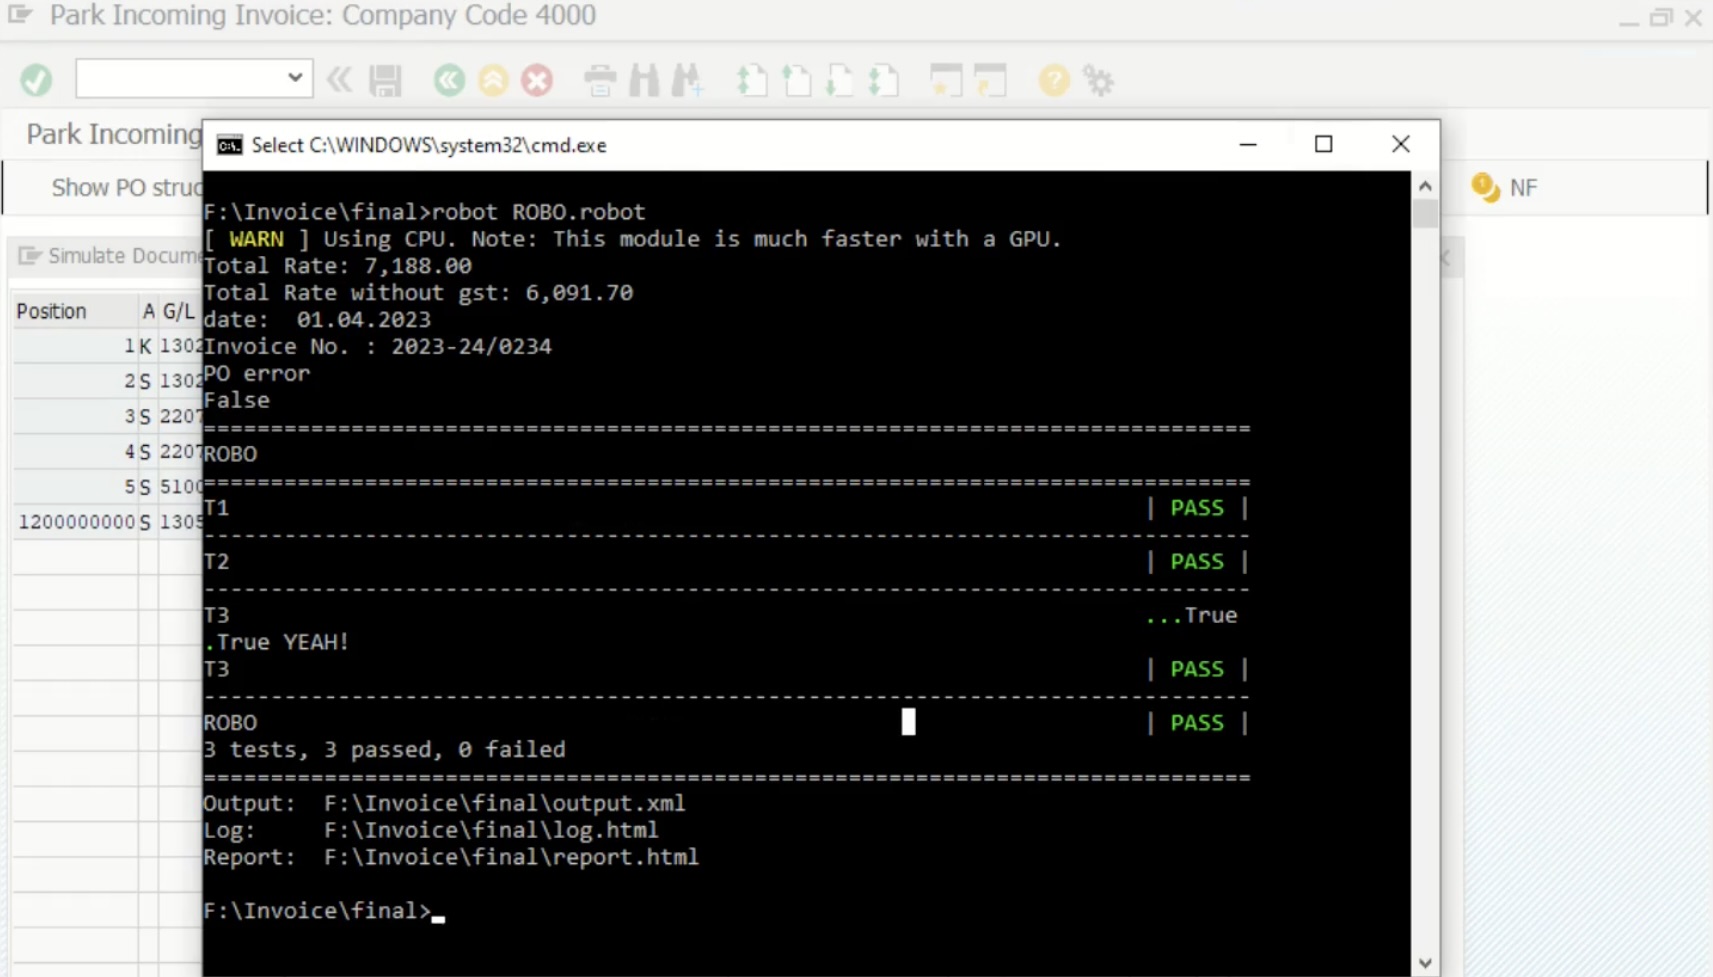 Park Incoming Invoice: Company Code 4000
Park Incoming
Select C:\WINDOWS\system32\cmd.exe
Show PO struc
NF
Simulate Docume
Position A G/L
1 K 1302
2 S 1302
3 S 2207
4 S 2207
5 S 5100
1200000000 S 1305
F:\Invoice\final>robot ROBO.robot
[ WARN ] Using CPU. Note: This module is much faster with a GPU.
Total Rate: 7,188.00
Total Rate without gst: 6,091.70
date:  01.04.2023
Invoice No. : 2023-24/0234
PO error
False
==============================================================================
ROBO
==============================================================================
T1 | PASS |
------------------------------------------------------------------------------
T2 | PASS |
------------------------------------------------------------------------------
T3 ...True
.True YEAH!
T3 | PASS |
------------------------------------------------------------------------------
ROBO | PASS |
3 tests, 3 passed, 0 failed
==============================================================================
Output:  F:\Invoice\final\output.xml
Log:     F:\Invoice\final\log.html
Report:  F:\Invoice\final\report.html
F:\Invoice\final>